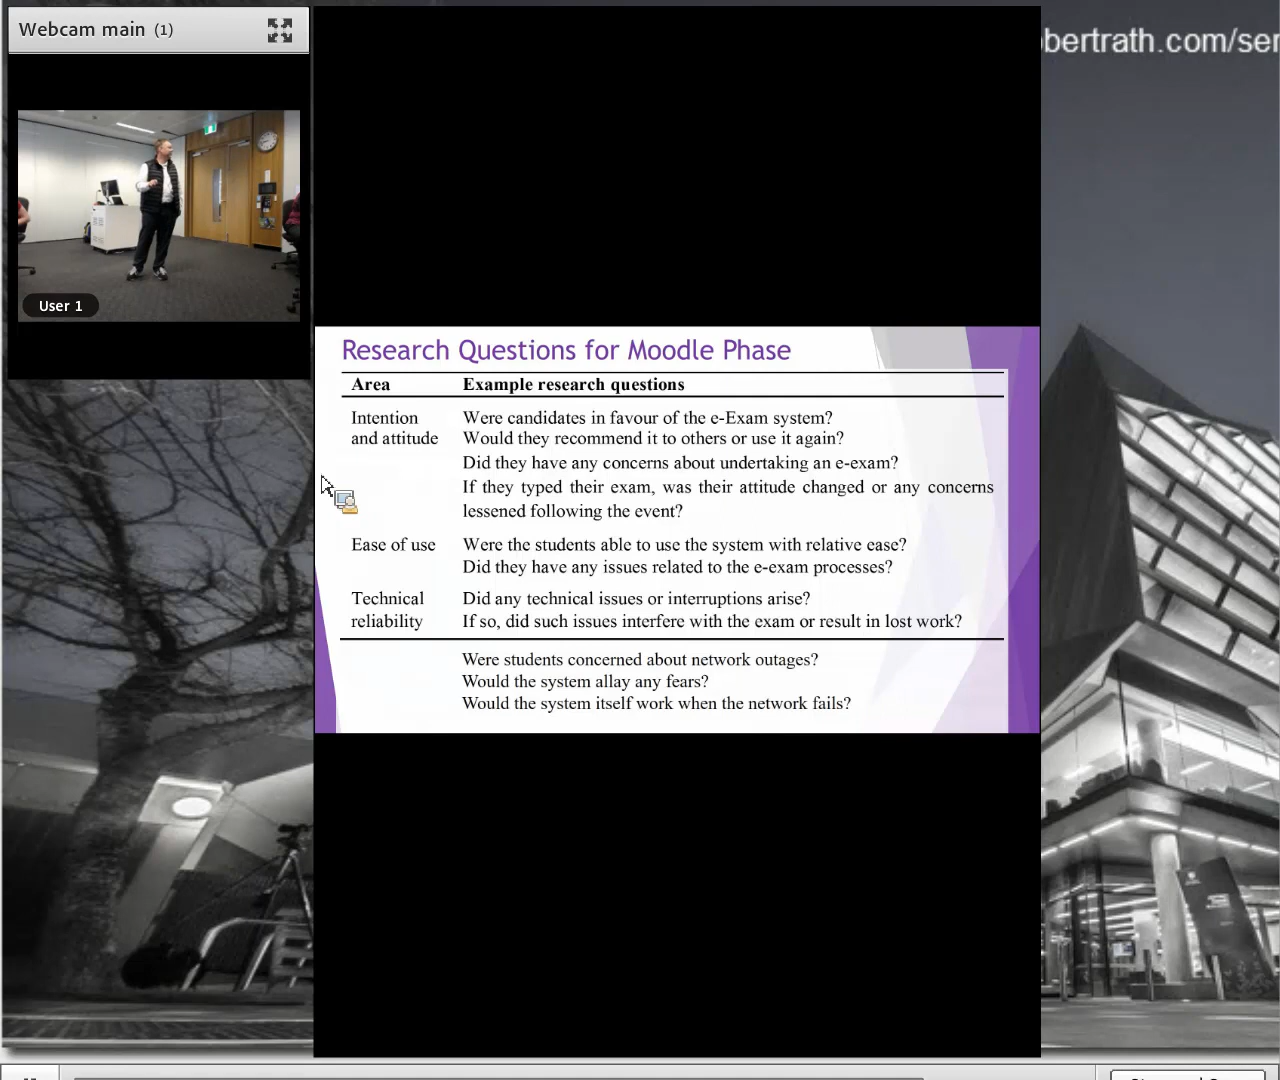 Webcam main (1)
bertrath.com/ser
User 1
Research Questions for Moodle Phase
Area Example research questions
Intention Were candidates in favour of the e-Exam system?
and attitude Would they recommend it to others or use it again?
Did they have any concerns about undertaking an e-exam?
If they typed their exam, was their attitude changed or any concerns
lessened following the event?
Ease of use Were the students able to use the system with relative ease?
Did they have any issues related to the e-exam processes?
Technical Did any technical issues or interruptions arise?
reliability If so, did such issues interfere with the exam or result in lost work?
Were students concerned about network outages?
Would the system allay any fears?
Would the system itself work when the network fails?